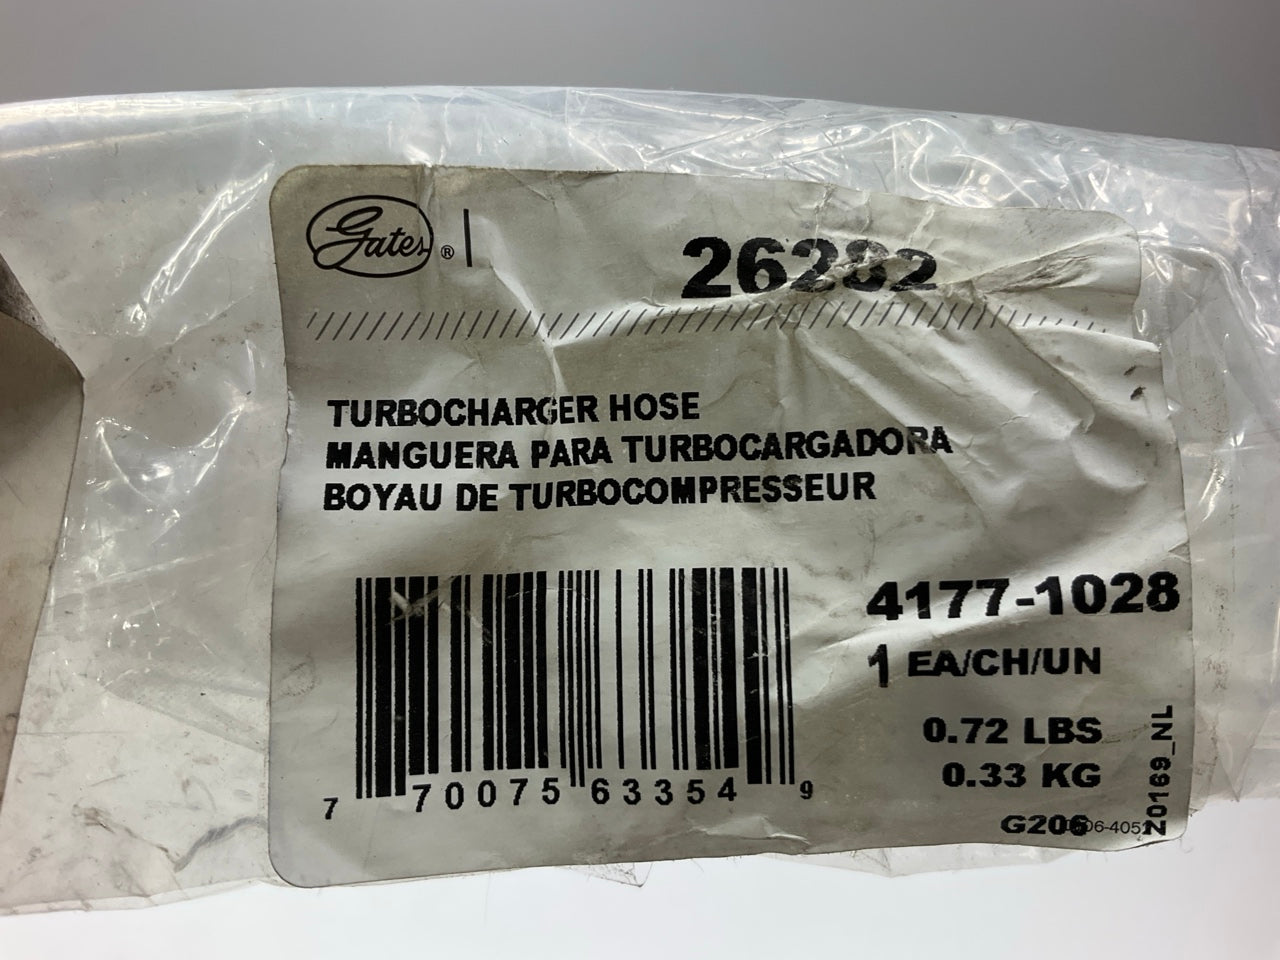 Gates ®
26282
TURBOCHARGER HOSE
MANGUERA PARA TURBOCARGADORA
BOYAU DE TURBOCOMPRESSEUR
4177-1028
1 EA/CH/UN
0.72 LBS
0.33 KG
7 70075 63354 9
G206
Z0169_NL